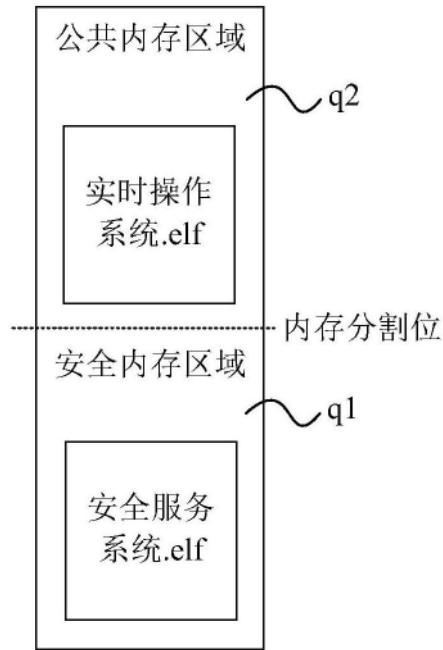 公共内存区域
q2
实时操作
系统.elf
内存分割位
安全内存区域
q1
安全服务
系统.elf